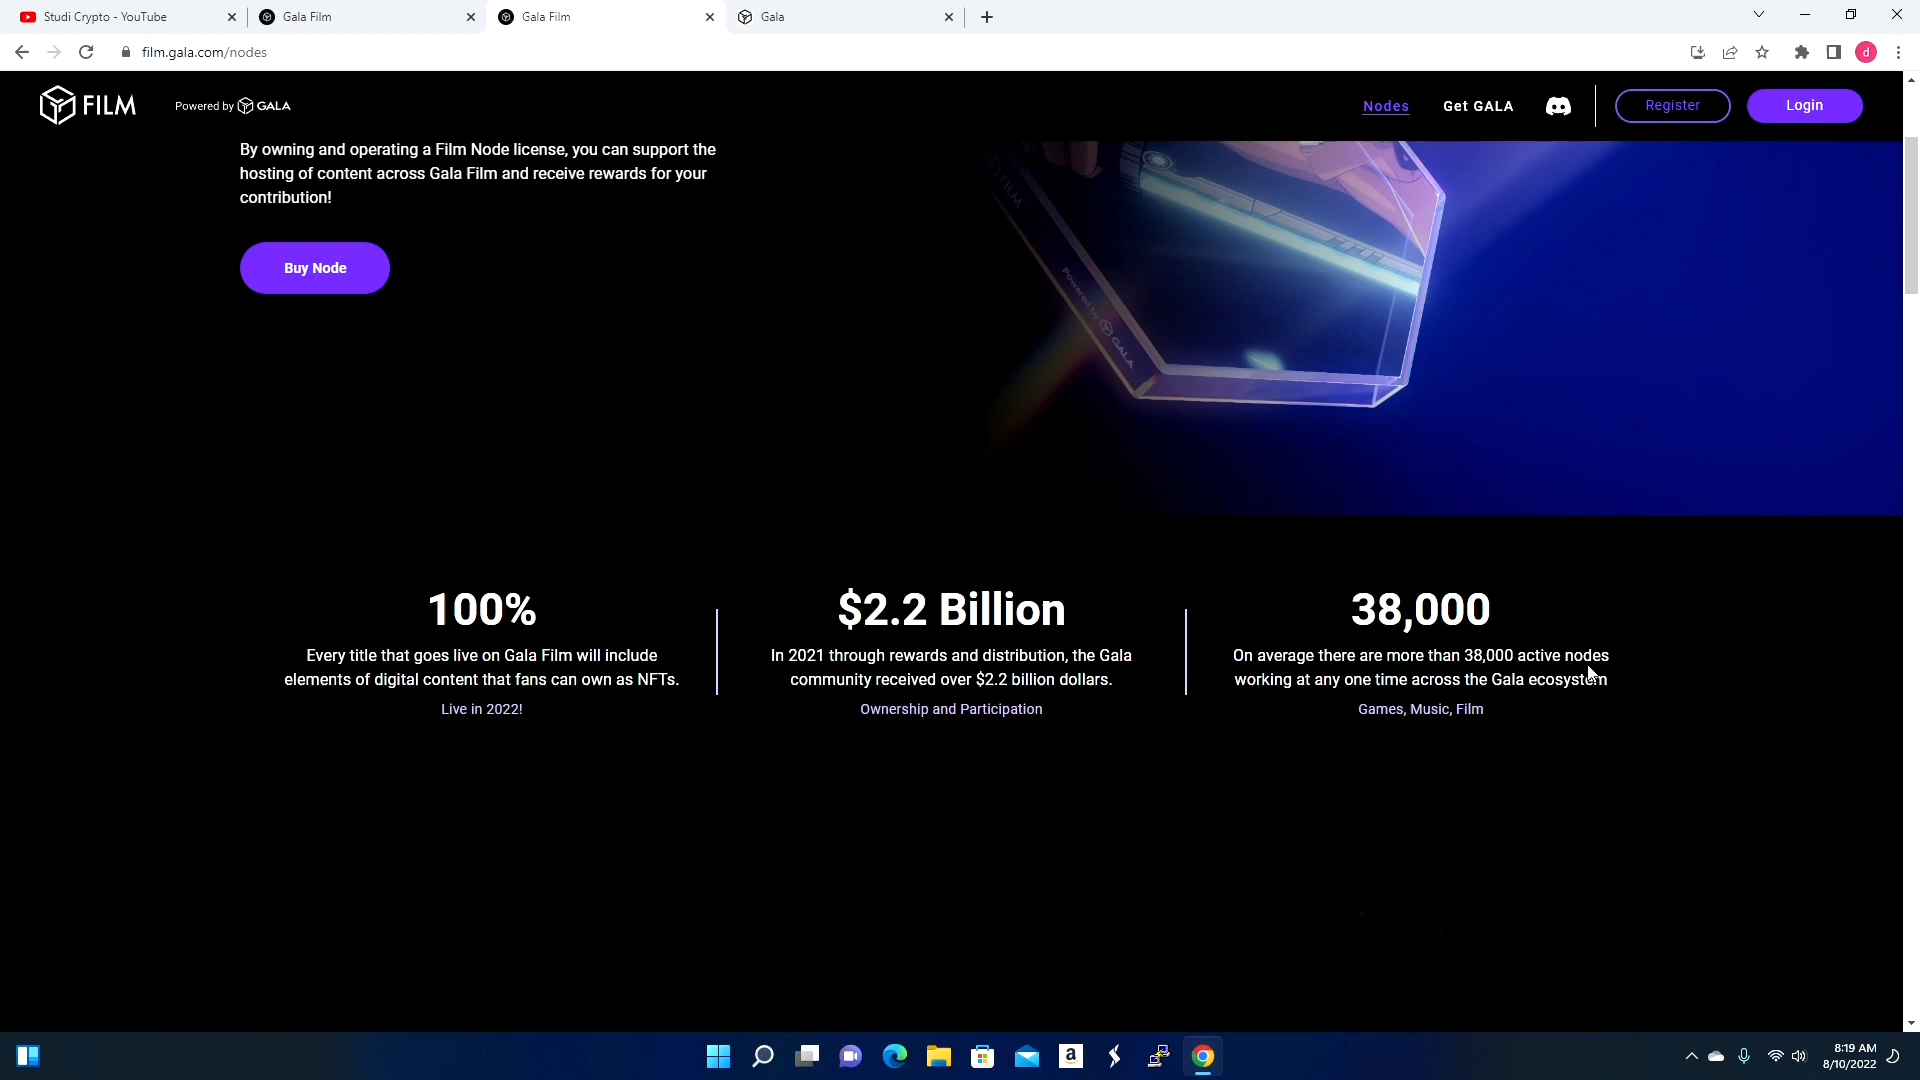 Studi Crypto - YouTube
Gala Film
Gala Film
Gala
film.gala.com/nodes
d
FILM
Powered by GALA
Nodes
Get GALA
Register
Login
By owning and operating a Film Node license, you can support the
hosting of content across Gala Film and receive rewards for your
contribution!
Buy Node
FILM
Powered by GALA
100%
Every title that goes live on Gala Film will include
elements of digital content that fans can own as NFTs.
Live in 2022!
$2.2 Billion
In 2021 through rewards and distribution, the Gala
community received over $2.2 billion dollars.
Ownership and Participation
38,000
On average there are more than 38,000 active nodes
working at any one time across the Gala ecosystem
Games, Music, Film
a
8:19 AM
8/10/2022